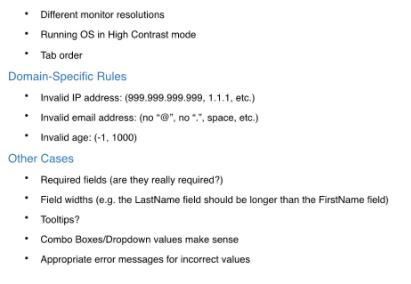 • Different monitor resolutions
• Running OS in High Contrast mode
• Tab order
Domain-Specific Rules
• Invalid IP address: (999.999.999.999, 1.1.1, etc.)
• Invalid email address: (no “@”, no “.”, space, etc.)
• Invalid age: (-1, 1000)
Other Cases
• Required fields (are they really required?)
• Field widths (e.g. the LastName field should be longer than the FirstName field)
• Tooltips?
• Combo Boxes/Dropdown values make sense
• Appropriate error messages for incorrect values